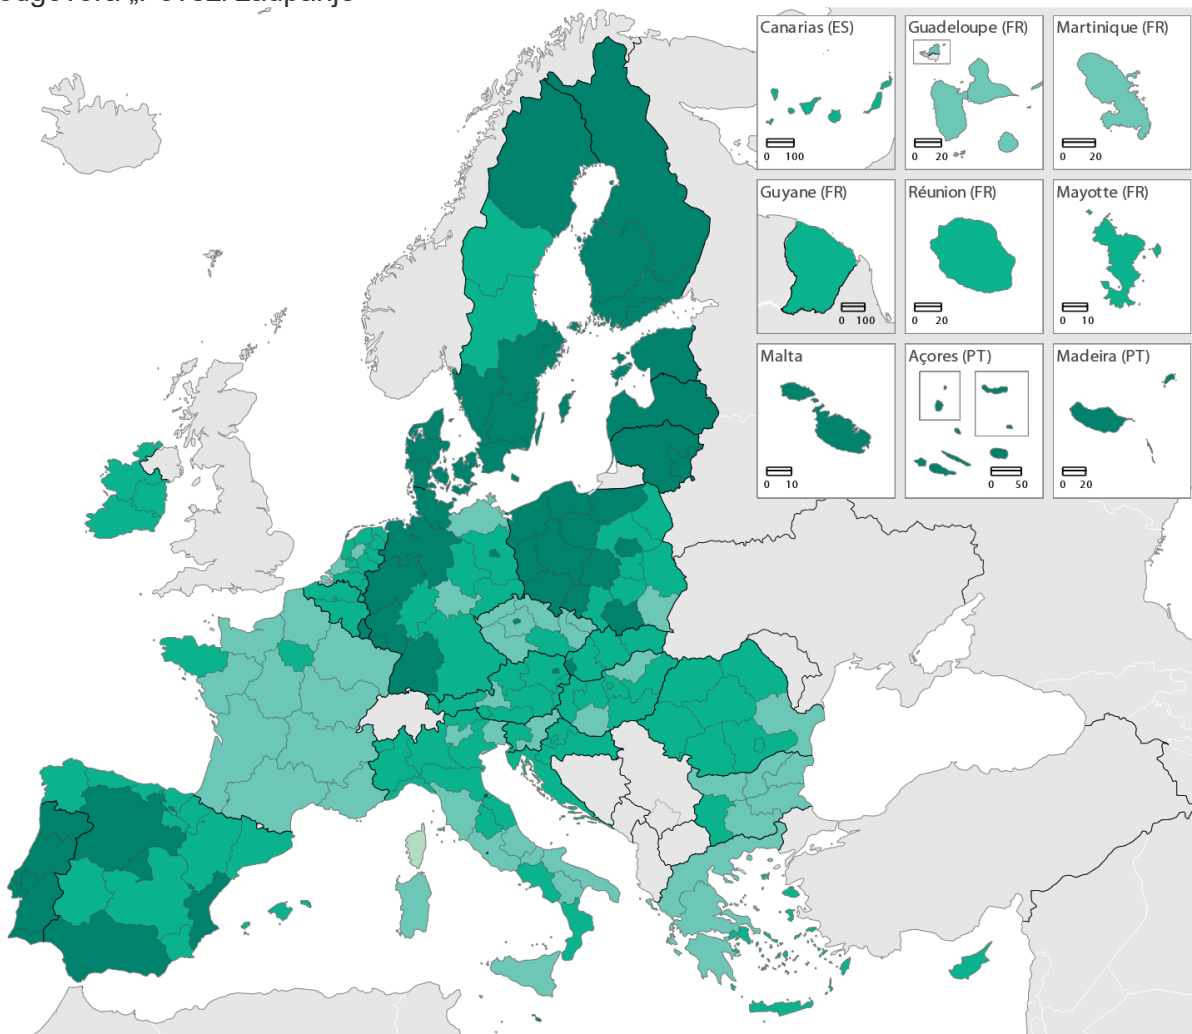 Canarias (ES)
0 100
Guadeloupe (FR)
0 20
Martinique (FR)
0 20
Guyane (FR)
0 100
Réunion (FR)
0 20
Mayotte (FR)
0 10
Malta
0 10
Açores (PT)
0 50
Madeira (PT)
0 20